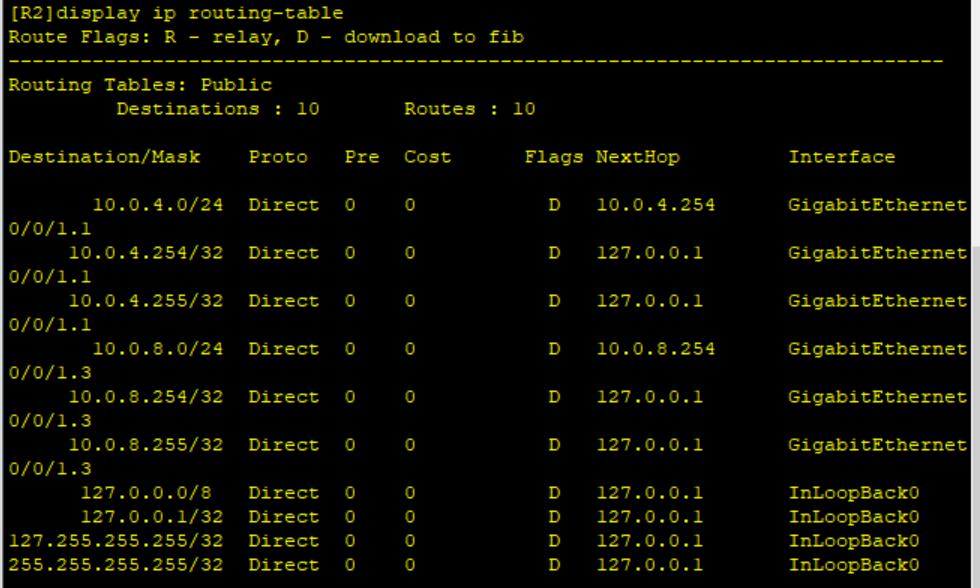 [R2]display ip routing-table
Route Flags: R - relay, D - download to fib
------------------------------------------------------------------------------
Routing Tables: Public
         Destinations : 10       Routes : 10

Destination/Mask    Proto   Pre  Cost      Flags NextHop         Interface

       10.0.4.0/24  Direct  0    0           D   10.0.4.254      GigabitEthernet
0/0/1.1
     10.0.4.254/32  Direct  0    0           D   127.0.0.1       GigabitEthernet
0/0/1.1
     10.0.4.255/32  Direct  0    0           D   127.0.0.1       GigabitEthernet
0/0/1.1
       10.0.8.0/24  Direct  0    0           D   10.0.8.254      GigabitEthernet
0/0/1.3
     10.0.8.254/32  Direct  0    0           D   127.0.0.1       GigabitEthernet
0/0/1.3
     10.0.8.255/32  Direct  0    0           D   127.0.0.1       GigabitEthernet
0/0/1.3
      127.0.0.0/8   Direct  0    0           D   127.0.0.1       InLoopBack0
      127.0.0.1/32  Direct  0    0           D   127.0.0.1       InLoopBack0
127.255.255.255/32  Direct  0    0           D   127.0.0.1       InLoopBack0
255.255.255.255/32  Direct  0    0           D   127.0.0.1       InLoopBack0